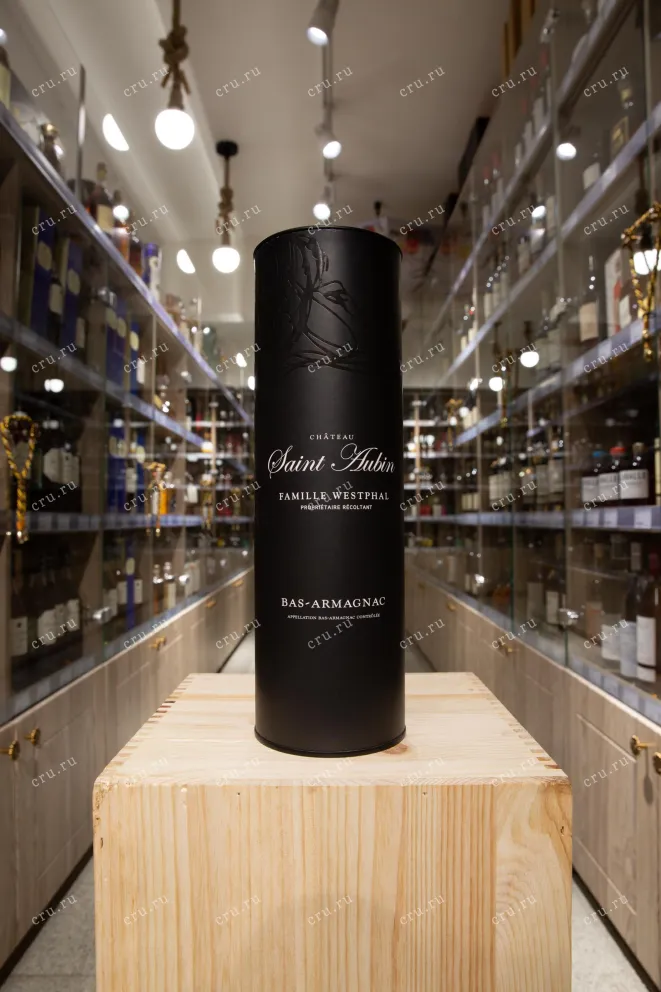 CHÂTEAU
Saint Aubin
FAMILLE WESTPHAL
PROPRIÉTAIRE RÉCOLTANT
BAS-ARMAGNAC
APPELLATION BAS-ARMAGNAC CONTRÔLÉE
cru.ru